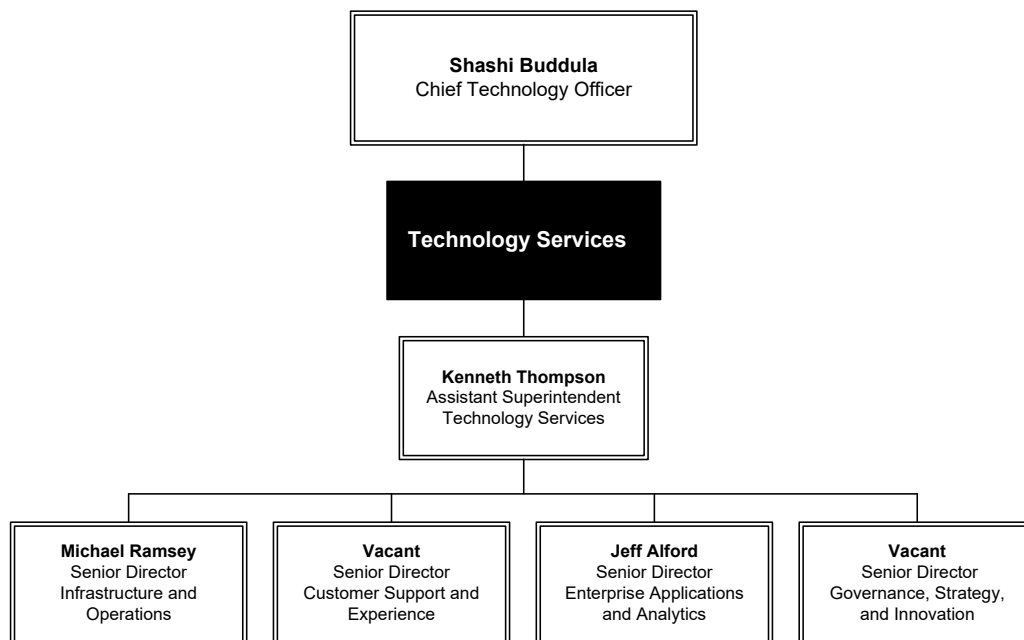 Shashi Buddula
Chief Technology Officer
Technology Services
Kenneth Thompson
Assistant Superintendent
Technology Services
Michael Ramsey
Senior Director
Infrastructure and
Operations
Vacant
Senior Director
Customer Support and
Experience
Jeff Alford
Senior Director
Enterprise Applications
and Analytics
Vacant
Senior Director
Governance, Strategy,
and Innovation